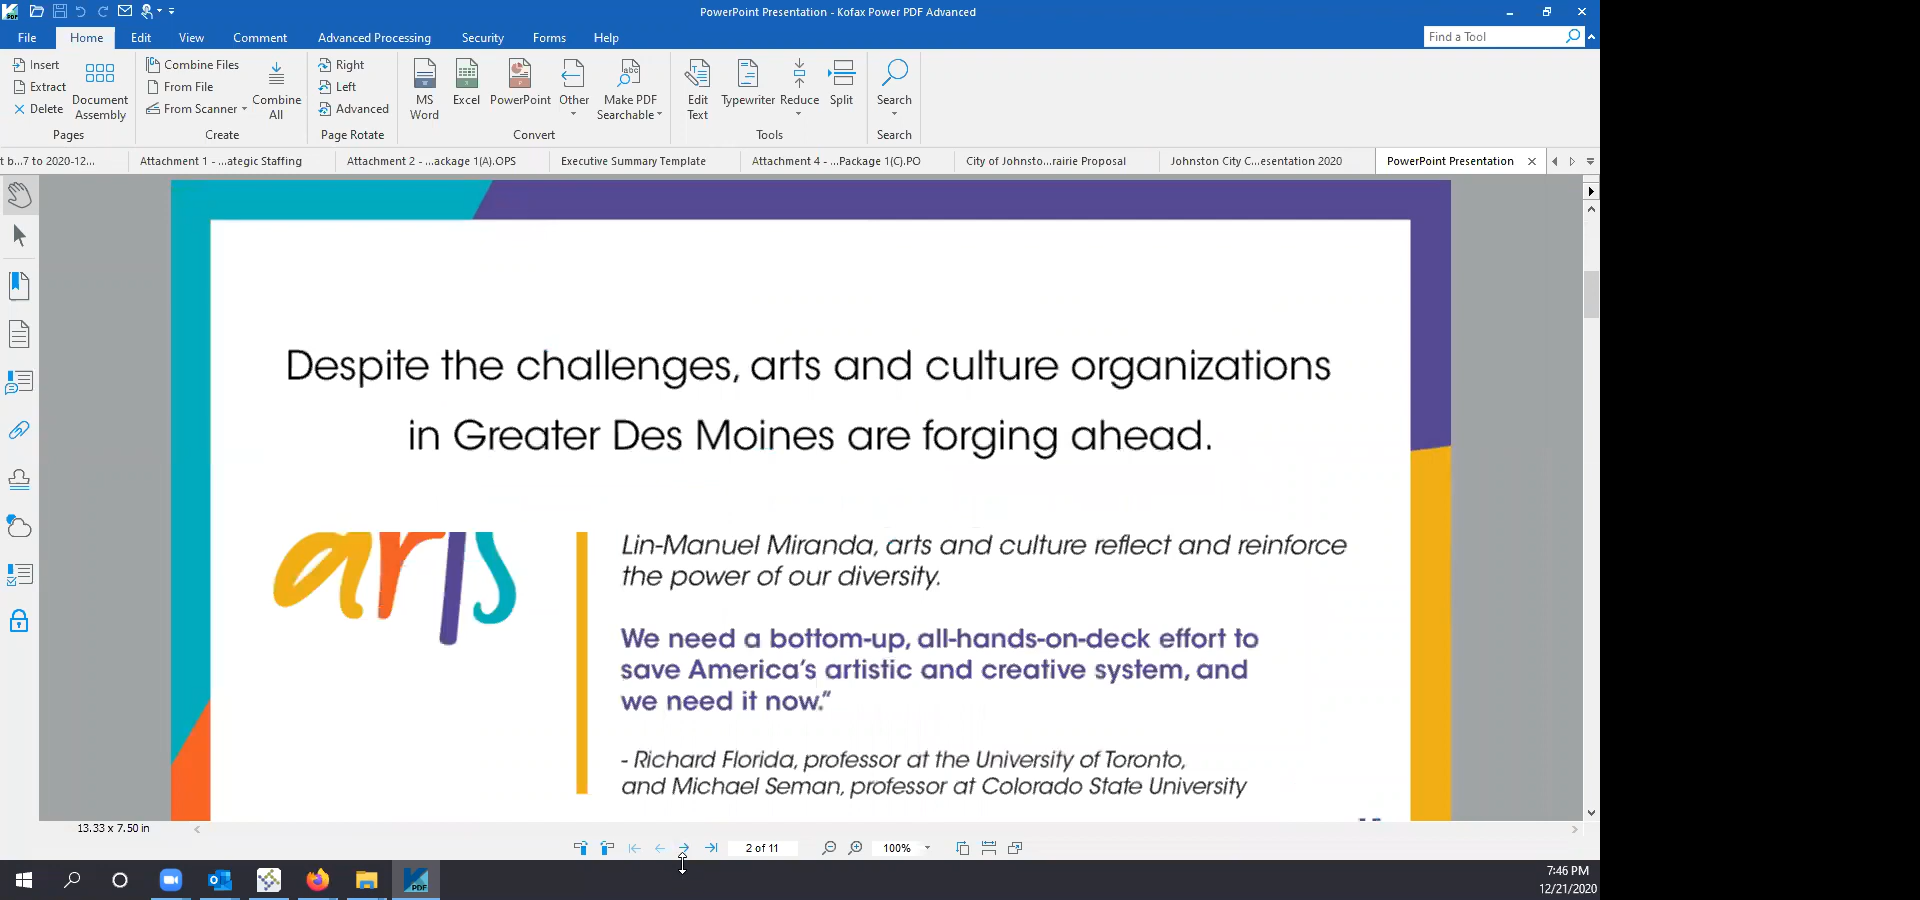 PowerPoint Presentation - Kofax Power PDF Advanced
File Home Edit View Comment Advanced Processing Security Forms Help
Find a Tool
Insert
Extract
Delete
Document
Assembly
Pages
Combine Files
From File
From Scanner
Combine
All
Create
Right
Left
Advanced
Page Rotate
MS
Word
Excel
PowerPoint
Other
Make PDF
Searchable
Convert
Edit
Text
Typewriter
Reduce
Split
Tools
Search
Search
t b...7 to 2020-12...
Attachment 1 - ...ategic Staffing
Attachment 2 - ...ackage 1(A).OPS
Executive Summary Template
Attachment 4 - ...Package 1(C).PO
City of Johnsto...rairie Proposal
Johnston City C...esentation 2020
PowerPoint Presentation
Despite the challenges, arts and culture organizations
in Greater Des Moines are forging ahead.
arts
Lin-Manuel Miranda, arts and culture reflect and reinforce
the power of our diversity.
We need a bottom-up, all-hands-on-deck effort to
save America's artistic and creative system, and
we need it now."
- Richard Florida, professor at the University of Toronto,
and Michael Seman, professor at Colorado State University
13.33 x 7.50 in
2 of 11
100%
PDF
7:46 PM
12/21/2020